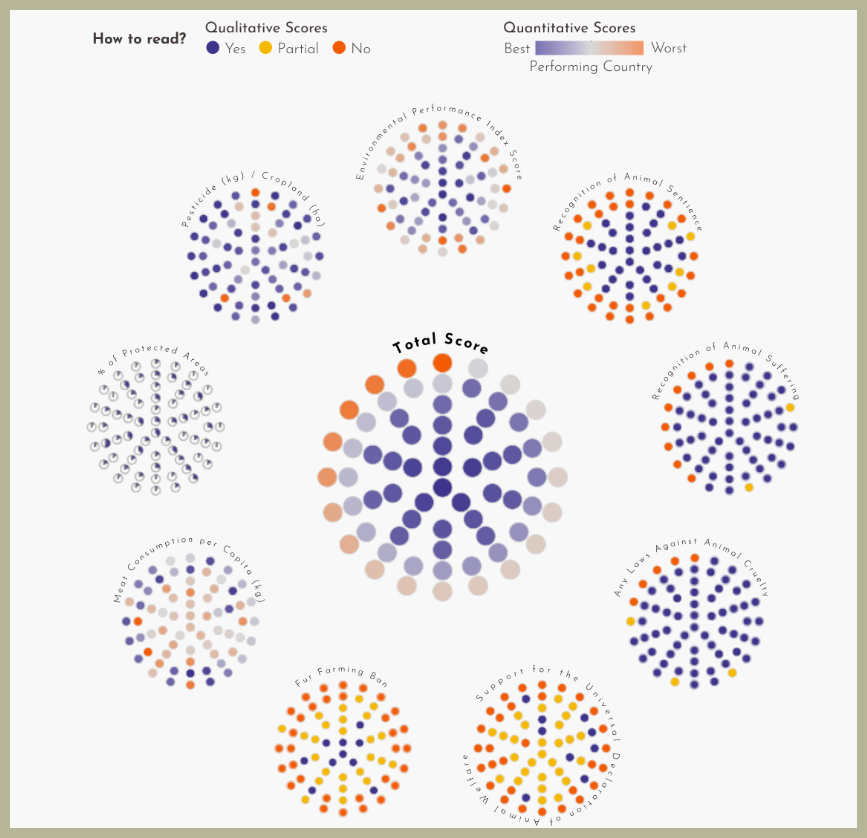 How to read?
Qualitative Scores
Yes
Partial
No
Quantitative Scores
Best
Worst
Performing Country
Environmental Performance Index Score
Pesticide (kg) / Cropland (ha)
Recognition of Animal Sentience
Total Score
% of Protected Areas
Recognition of Animal Suffering
Meat Consumption per Capita (kg)
Any Laws Against Animal Cruelty
Fur Farming Ban
Support for the Universal Declaration of Animal Welfare